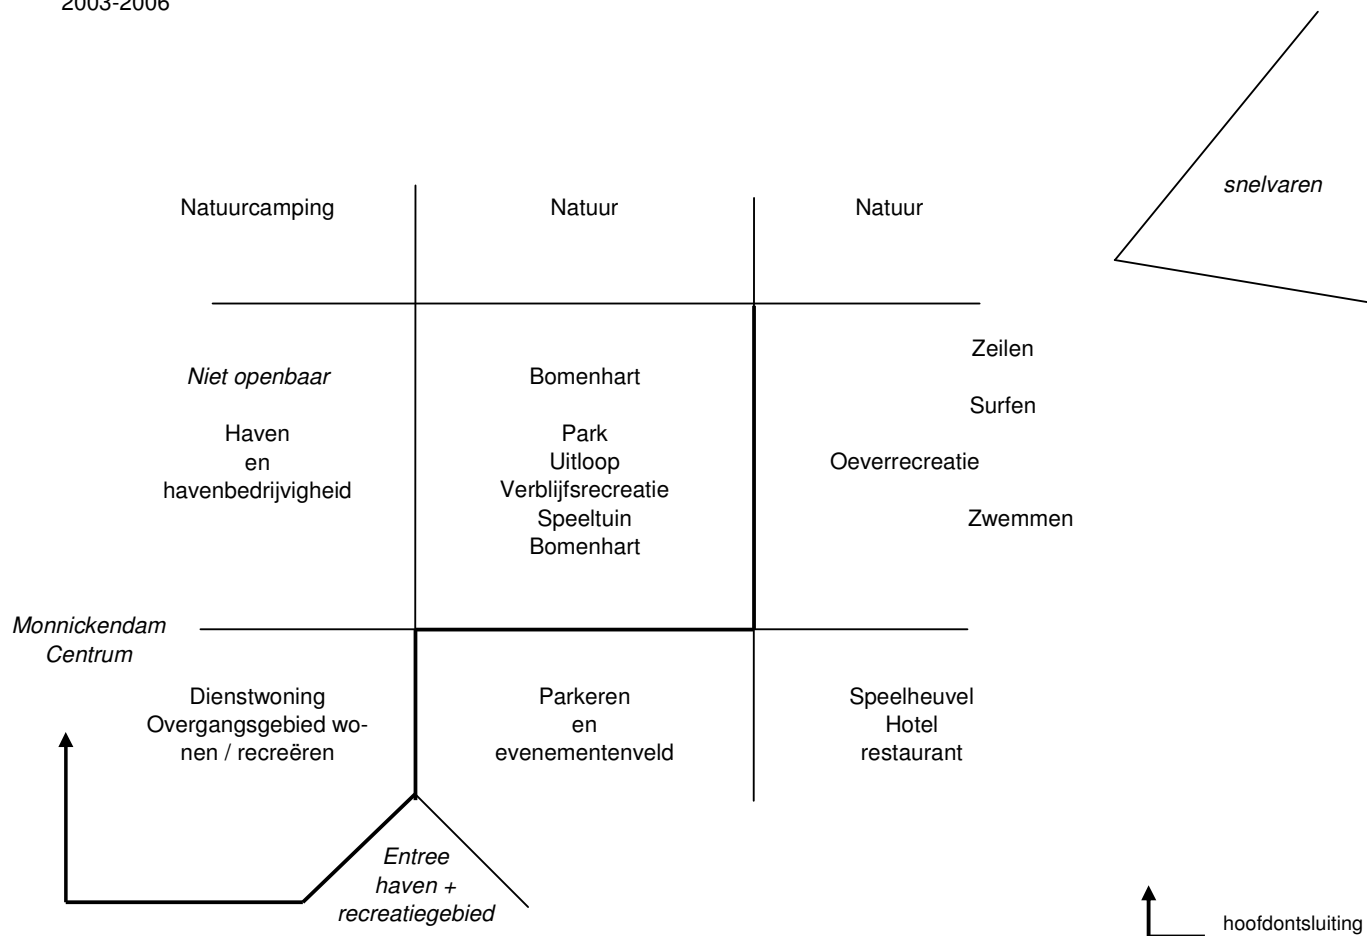 2003-2006
snelvaren
Natuurcamping
Natuur
Natuur
Niet openbaar
Haven
en
havenbedrijvigheid
Bomenhart
Park
Uitloop
Verblijfsrecreatie
Speeltuin
Bomenhart
Zeilen
Surfen
Oeverrecreatie
Zwemmen
Monnickendam
Centrum
Dienstwoning
Overgangsgebied wo-
nen / recreëren
Parkeren
en
evenementenveld
Speelheuvel
Hotel
restaurant
Entree
haven +
recreatiegebied
hoofdontsluiting